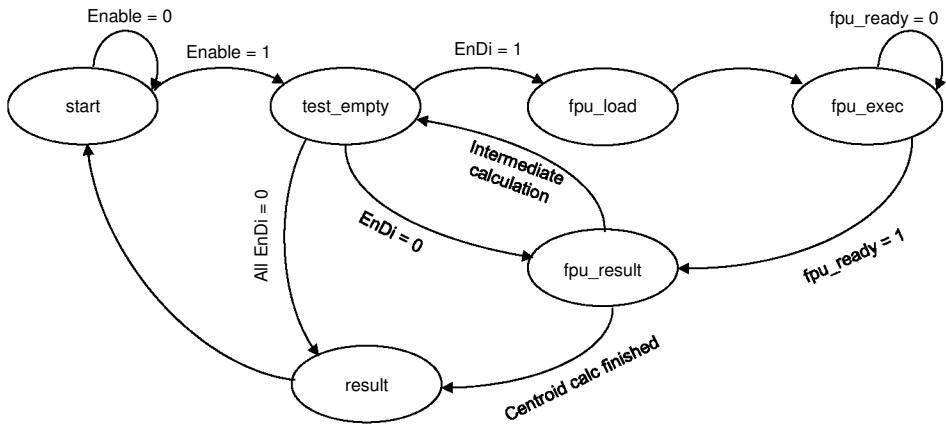 Enable = 0
fpu_ready = 0
Enable = 1
EnDi = 1
start
test_empty
fpu_load
fpu_exec
Intermediate
calculation
All EnDi = 0
EnDi = 0
fpu_result
fpu_ready = 1
result
Centroid calc finished